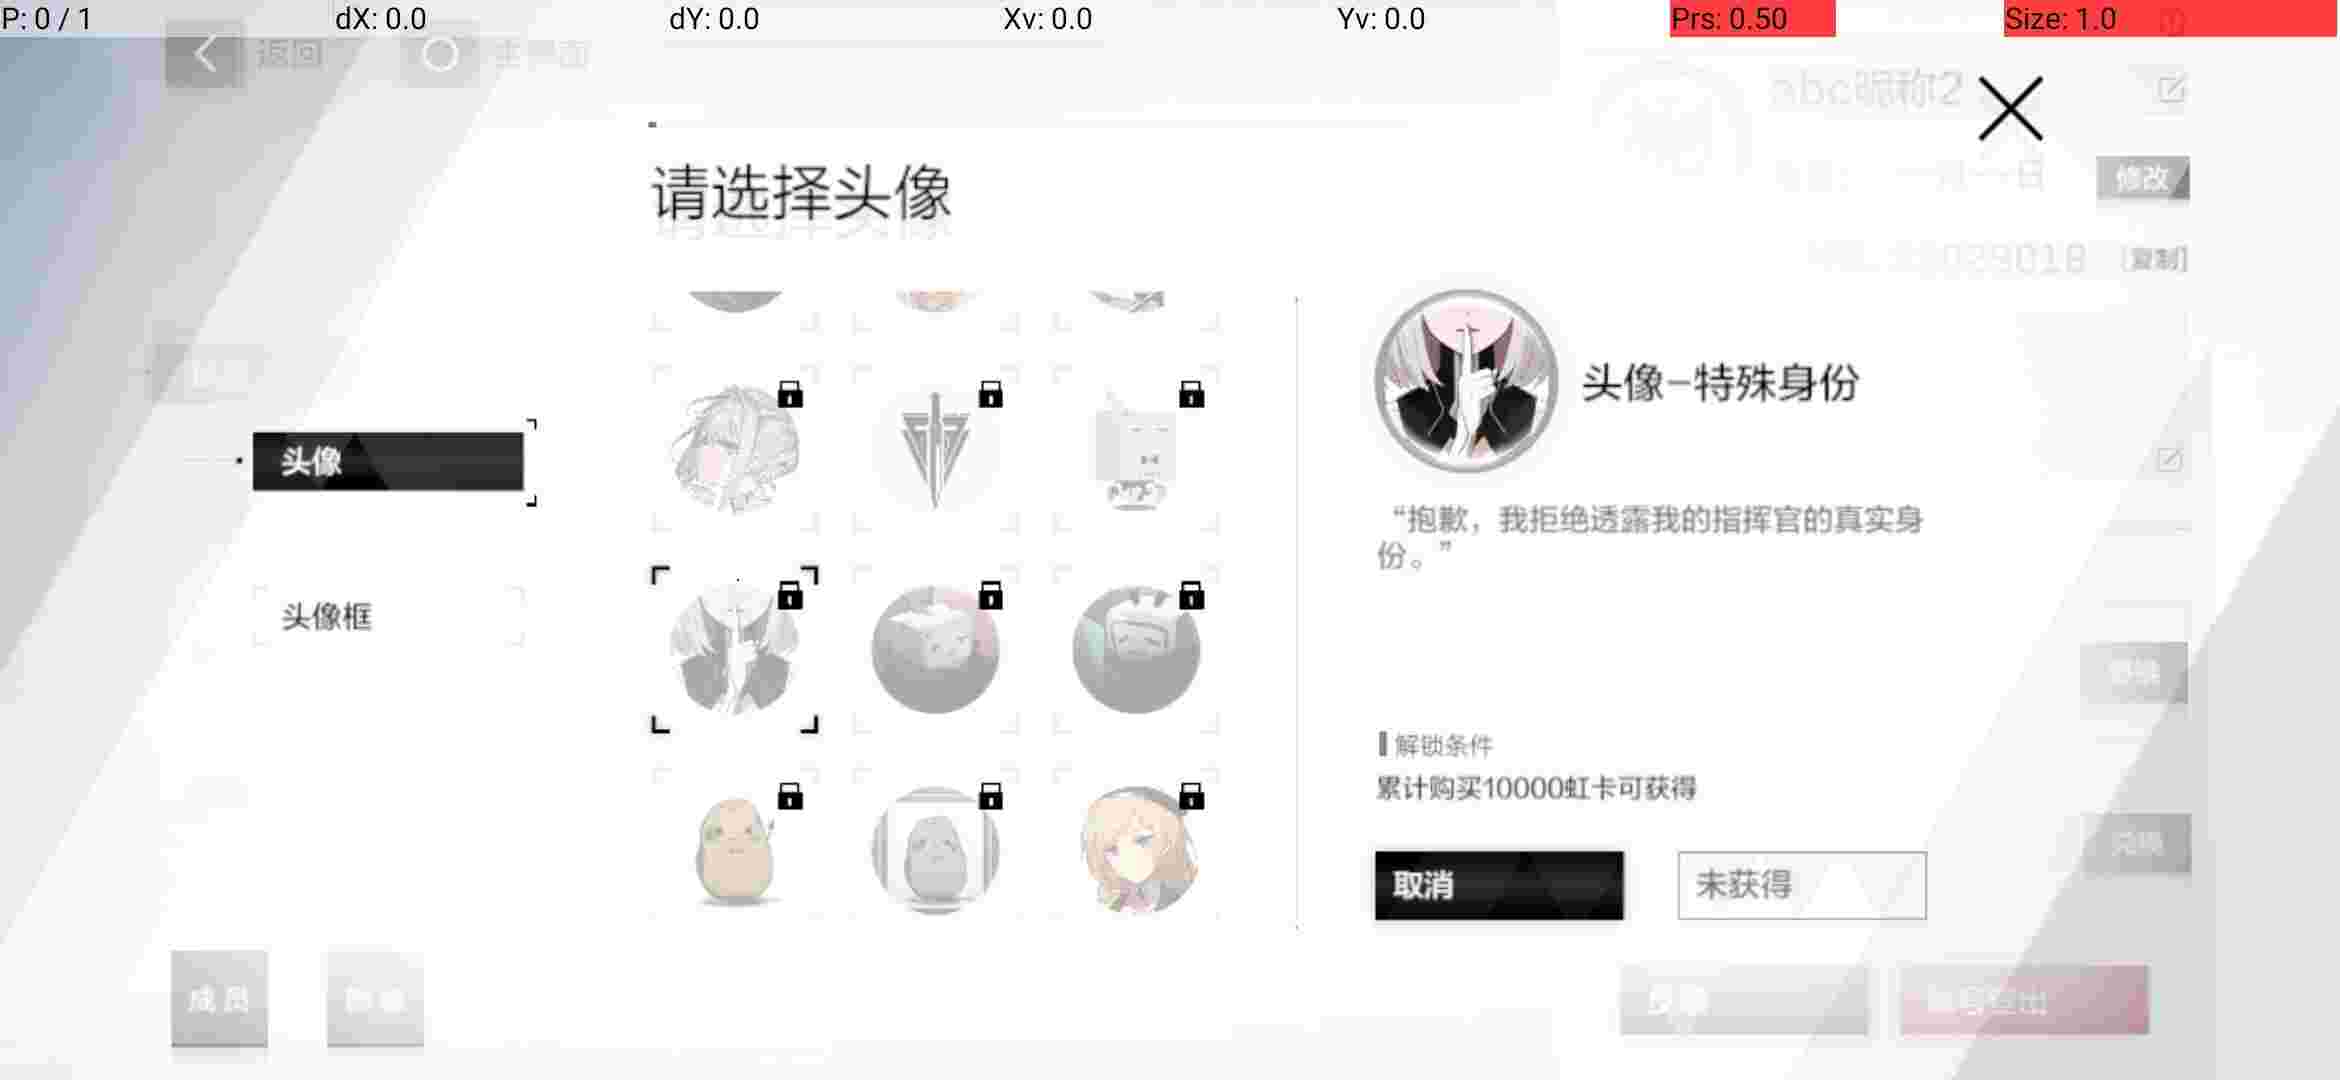 P: 0 / 1
dX: 0.0
dY: 0.0
Xv: 0.0
Yv: 0.0
Prs: 0.50
Size: 1.0
返回
主界面
abc昵称2
请选择头像
日
修改
[复制]
头像
头像框
头像-特殊身份
“抱歉，我拒绝透露我的指挥官的真实身
份。”
解锁条件
累计购买10000虹卡可获得
取消
未获得
兑换
成员